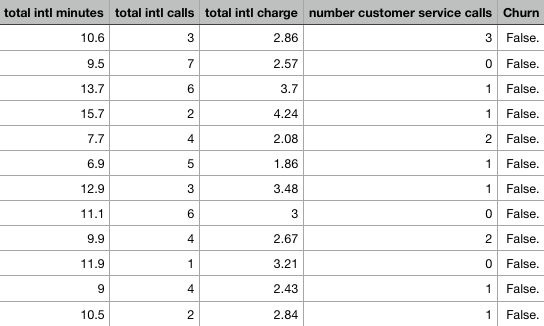 total intl minutes total intl calls total intl charge number customer service calls Churn
10.6 3 2.86 3 False.
9.5 7 2.57 0 False.
13.7 6 3.7 1 False.
15.7 2 4.24 1 False.
7.7 4 2.08 2 False.
6.9 5 1.86 1 False.
12.9 3 3.48 1 False.
11.1 6 3 0 False.
9.9 4 2.67 2 False.
11.9 1 3.21 0 False.
9 4 2.43 1 False.
10.5 2 2.84 1 False.